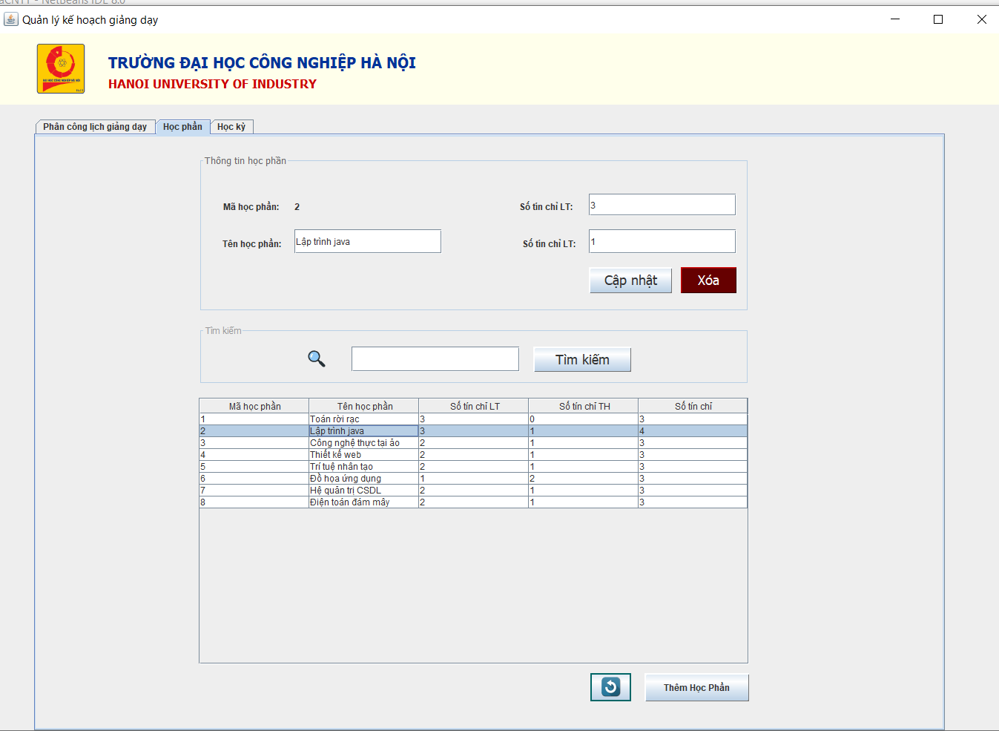 aCNTT - NetBeans IDE 8.0
Quản lý kế hoạch giảng dạy
TRƯỜNG ĐẠI HỌC CÔNG NGHIỆP HÀ NỘI
HANOI UNIVERSITY OF INDUSTRY
Phân công lịch giảng dạy Học phần Học kỳ
Thông tin học phần
Mã học phần: 2 Số tín chỉ LT: 3
Tên học phần: Lập trình java Số tín chỉ LT: 1
Cập nhật Xóa
Tìm kiếm
Tìm kiếm
Mã học phần Tên học phần Số tín chỉ LT Số tín chỉ TH Số tín chỉ
1 Toán rời rạc 3 0 3
2 Lập trình java 3 1 4
3 Công nghệ thực tại ảo 2 1 3
4 Thiết kế web 2 1 3
5 Trí tuệ nhân tạo 2 1 3
6 Đồ họa ứng dụng 1 2 3
7 Hệ quản trị CSDL 2 1 3
8 Điện toán đám mây 2 1 3
Thêm Học Phần